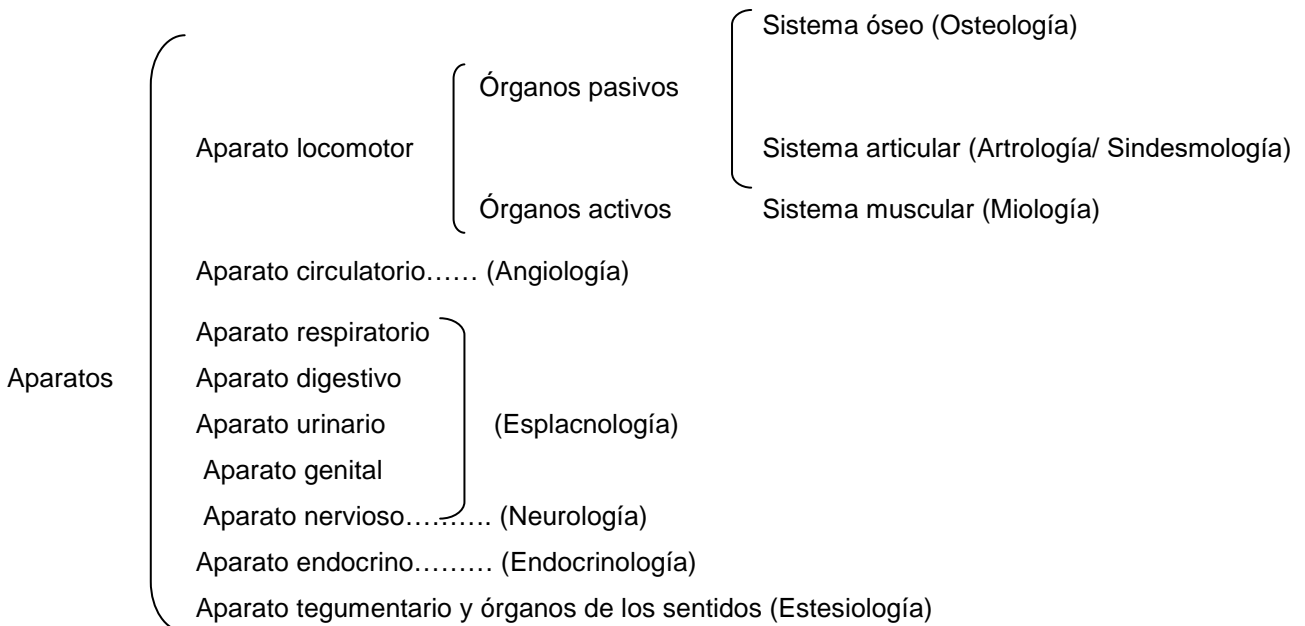 Sistema óseo (Osteología)
Órganos pasivos
Aparato locomotor
Sistema articular (Artrología/ Sindesmología)
Órganos activos
Sistema muscular (Miología)
Aparato circulatorio…… (Angiología)
Aparato respiratorio
Aparatos
Aparato digestivo
Aparato urinario
(Esplacnología)
Aparato genital
Aparato nervioso………. (Neurología)
Aparato endocrino……… (Endocrinología)
Aparato tegumentario y órganos de los sentidos (Estesiología)